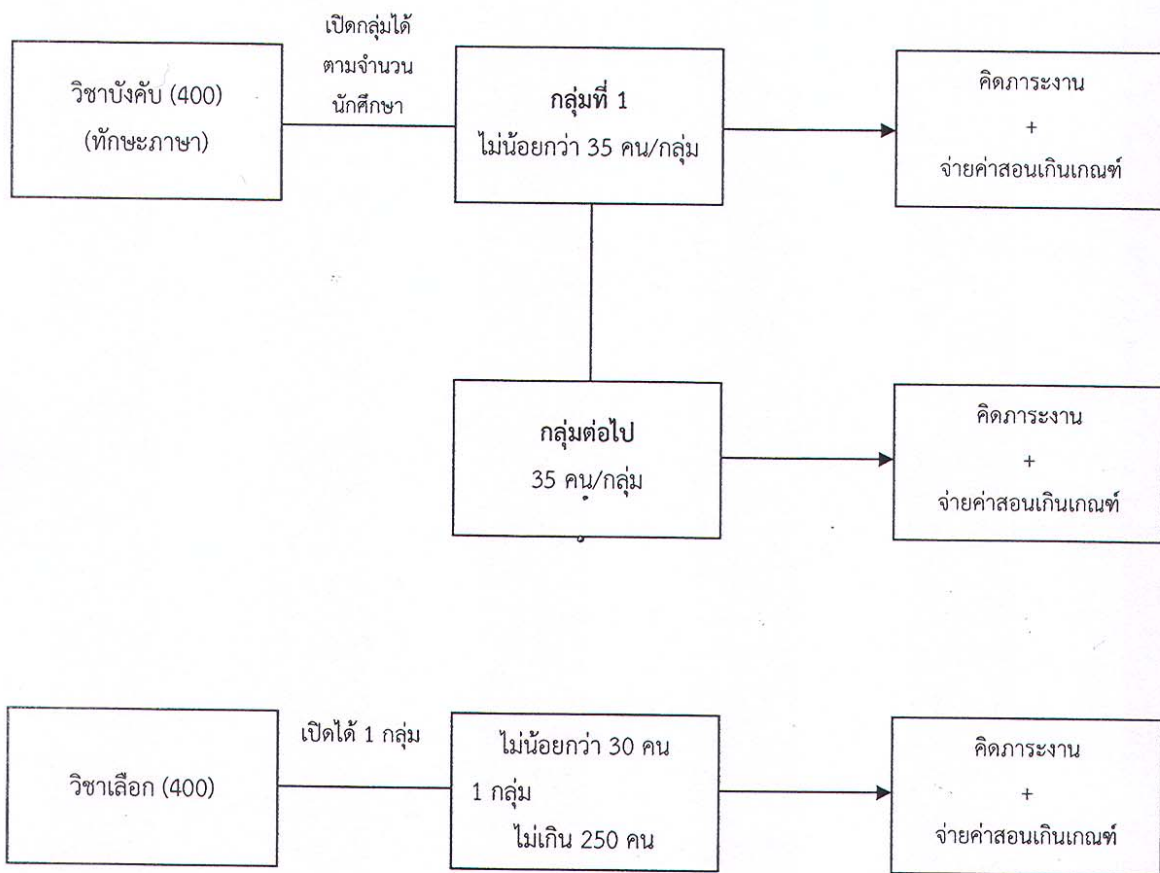 วิชาบังคับ (400)
(ทักษะภาษา)
เปิดกลุ่มได้
ตามจำนวน
นักศึกษา
กลุ่มที่ 1
ไม่น้อยกว่า 35 คน/กลุ่ม
คิดภาระงาน
+
จ่ายค่าสอนเกินเกณฑ์
กลุ่มต่อไป
35 คน/กลุ่ม
คิดภาระงาน
+
จ่ายค่าสอนเกินเกณฑ์
วิชาเลือก (400)
เปิดได้ 1 กลุ่ม
ไม่น้อยกว่า 30 คน
1 กลุ่ม
ไม่เกิน 250 คน
คิดภาระงาน
+
จ่ายค่าสอนเกินเกณฑ์